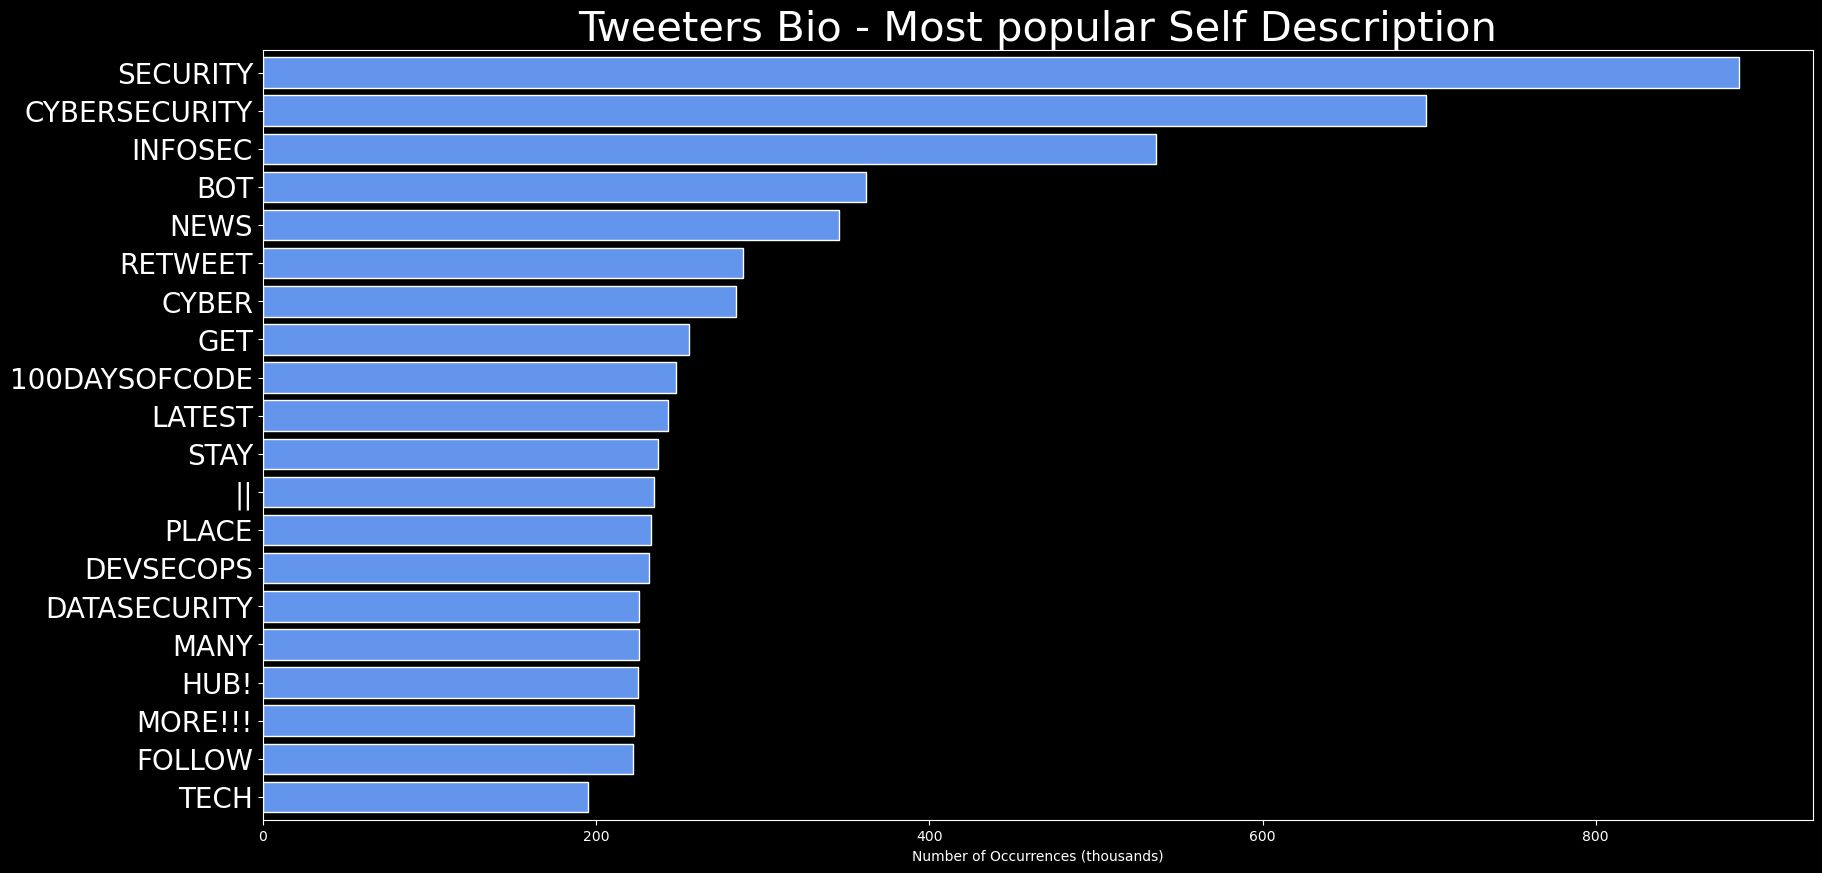 Tweeters Bio - Most popular Self Description
SECURITY
CYBERSECURITY
INFOSEC
BOT
NEWS
RETWEET
CYBER
GET
100DAYSOFCODE
LATEST
STAY
||
PLACE
DEVSECOPS
DATASECURITY
MANY
HUB!
MORE!!!
FOLLOW
TECH
0 200 400 600 800
Number of Occurrences (thousands)